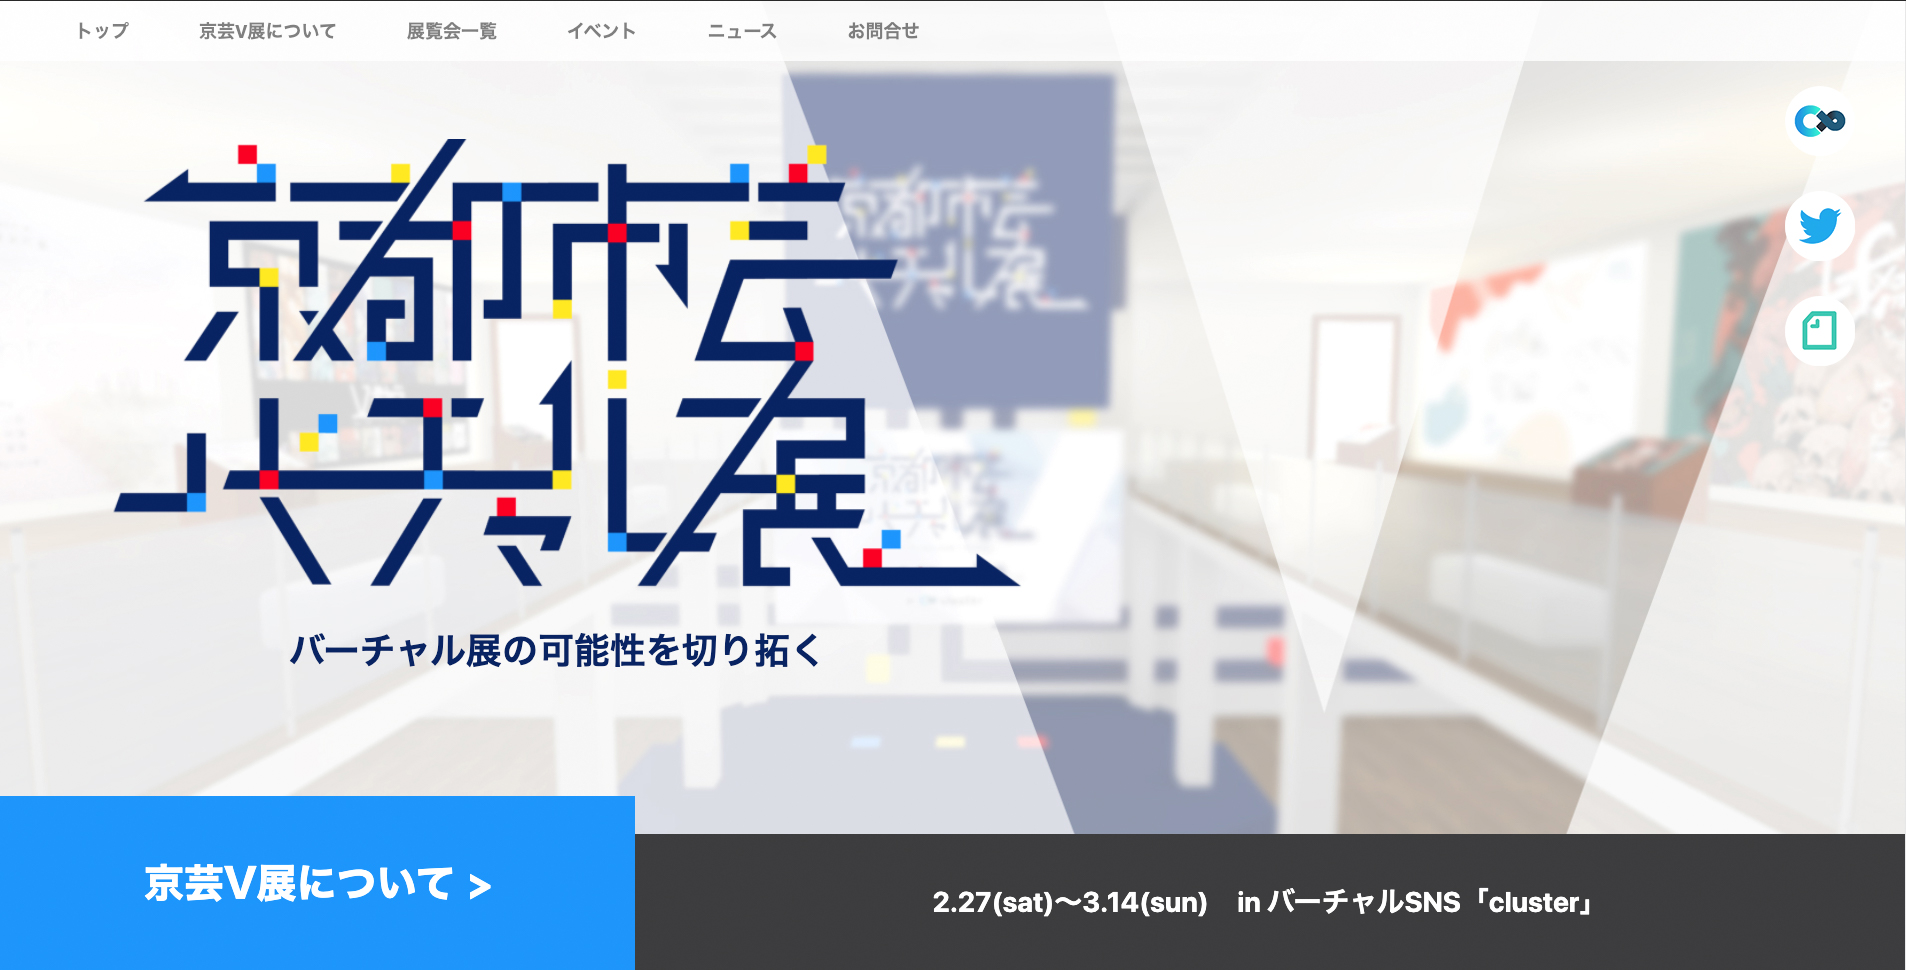 トップ
京芸V展について
展覧会一覧
イベント
ニュース
お問合せ
京都市芸
バーチャル展
バーチャル展の可能性を切り拓く
京芸V展について >
2.27(sat)〜3.14(sun) in バーチャルSNS「cluster」